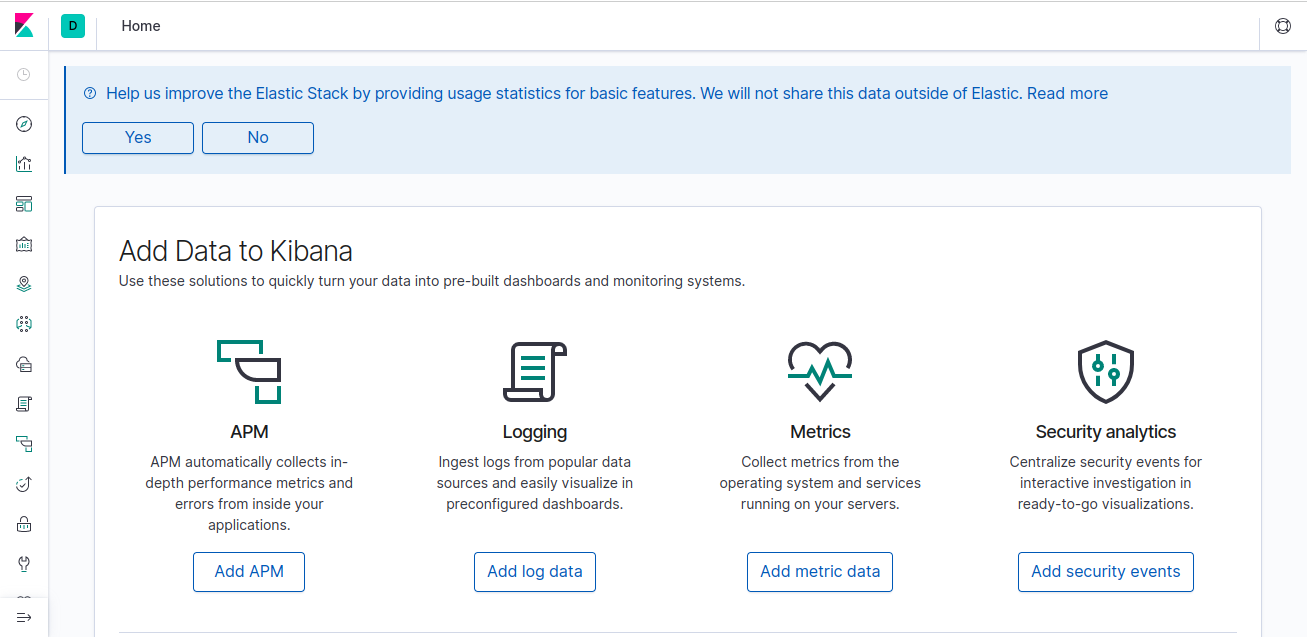 D Home
Help us improve the Elastic Stack by providing usage statistics for basic features. We will not share this data outside of Elastic. Read more
Yes No
Add Data to Kibana
Use these solutions to quickly turn your data into pre-built dashboards and monitoring systems.
APM
APM automatically collects in-
depth performance metrics and
errors from inside your
applications.
Add APM
Logging
Ingest logs from popular data
sources and easily visualize in
preconfigured dashboards.
Add log data
Metrics
Collect metrics from the
operating system and services
running on your servers.
Add metric data
Security analytics
Centralize security events for
interactive investigation in
ready-to-go visualizations.
Add security events